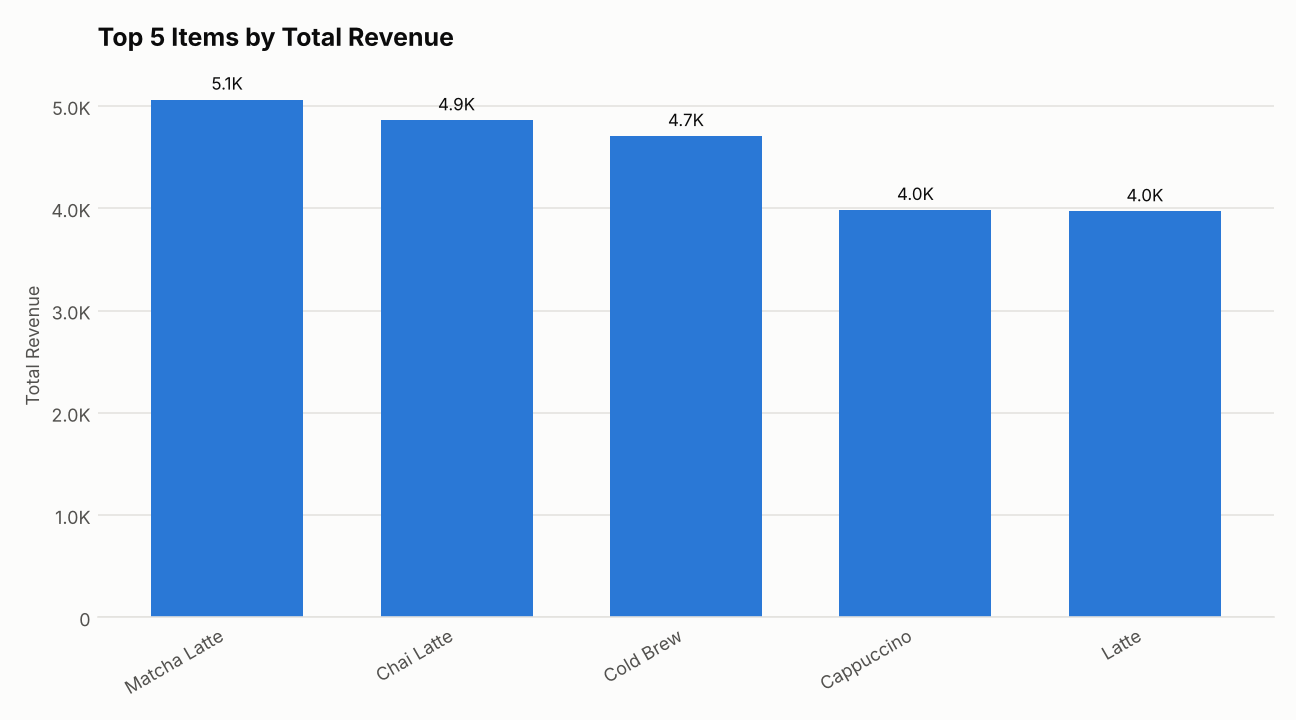 Top 5 Items by Total Revenue
5.1K
4.9K
4.7K
4.0K
4.0K
5.0K
4.0K
3.0K
2.0K
1.0K
0
Total Revenue
Matcha Latte
Chai Latte
Cold Brew
Cappuccino
Latte